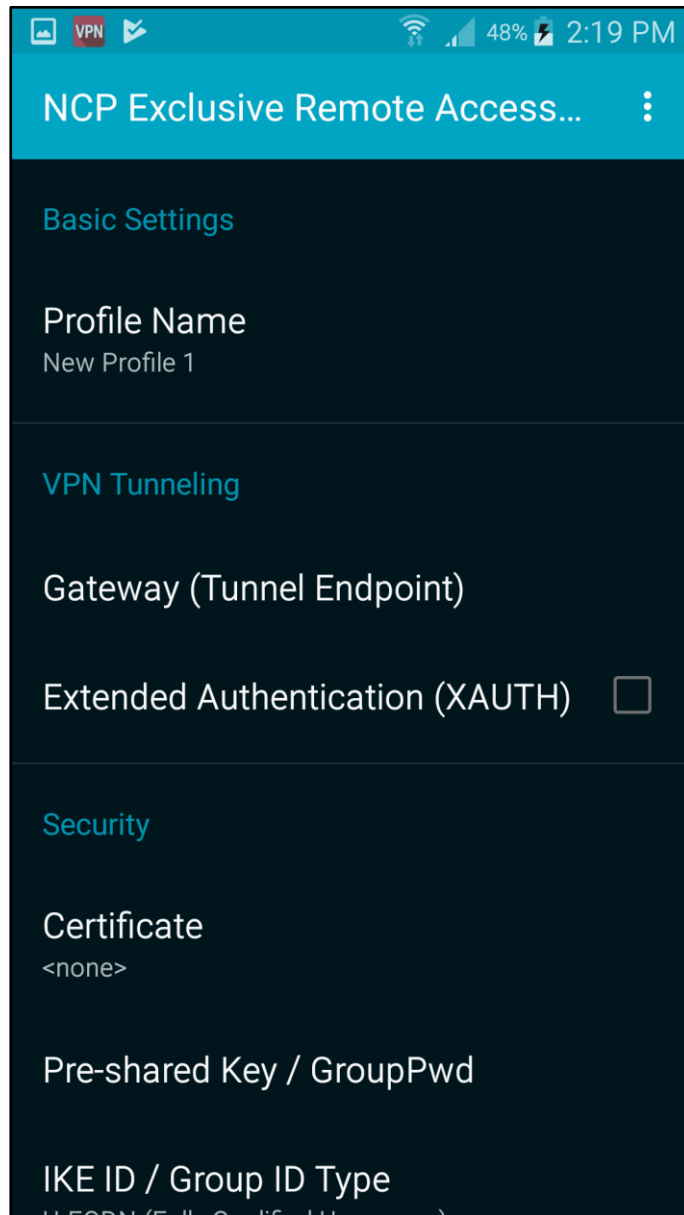 VPN 48% 2:19 PM
NCP Exclusive Remote Access...
Basic Settings
Profile Name
New Profile 1
VPN Tunneling
Gateway (Tunnel Endpoint)
Extended Authentication (XAUTH)
Security
Certificate
<none>
Pre-shared Key / GroupPwd
IKE ID / Group ID Type